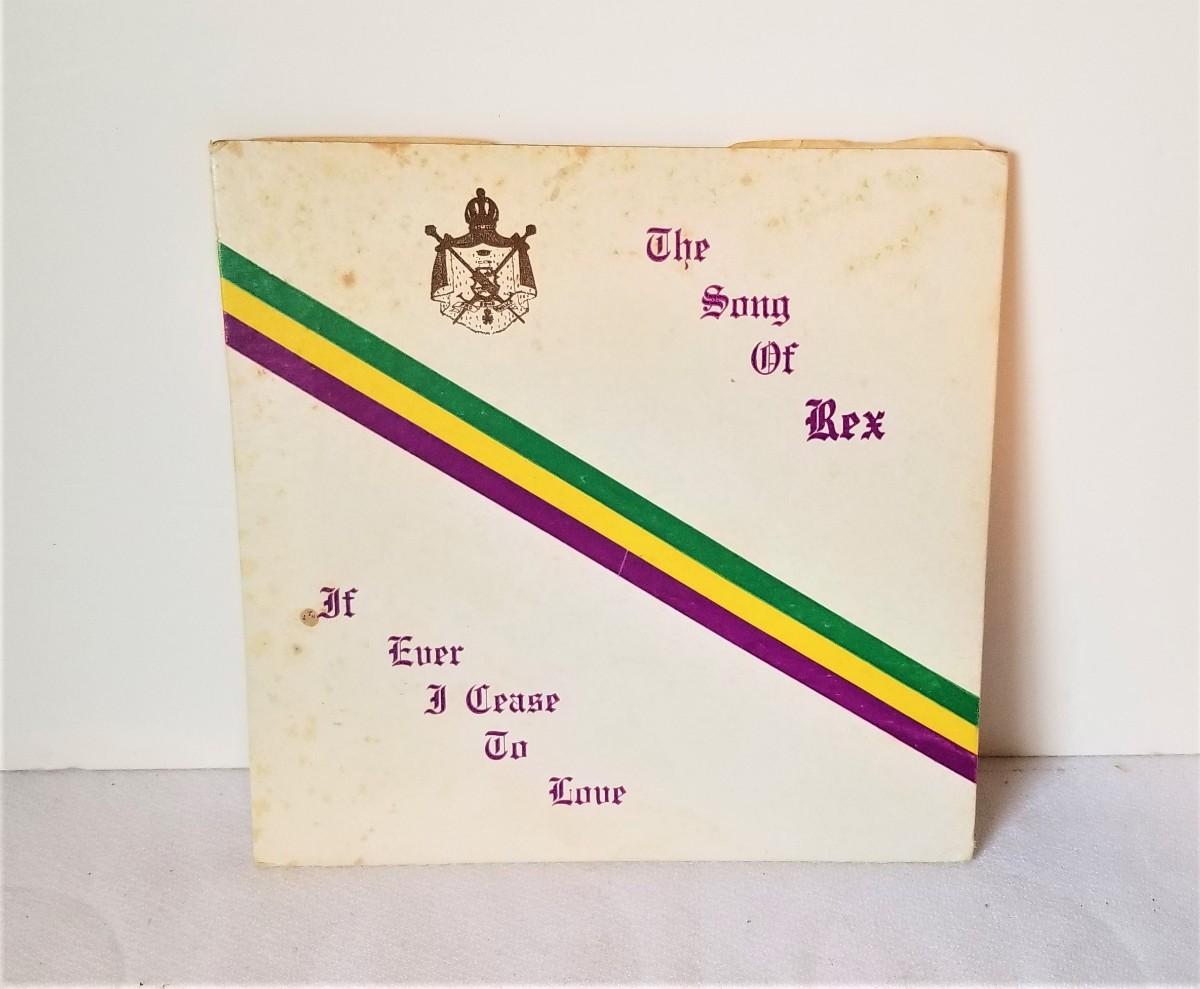 The
Song
Of
Rex
If
Ever
I Cease
To
Love